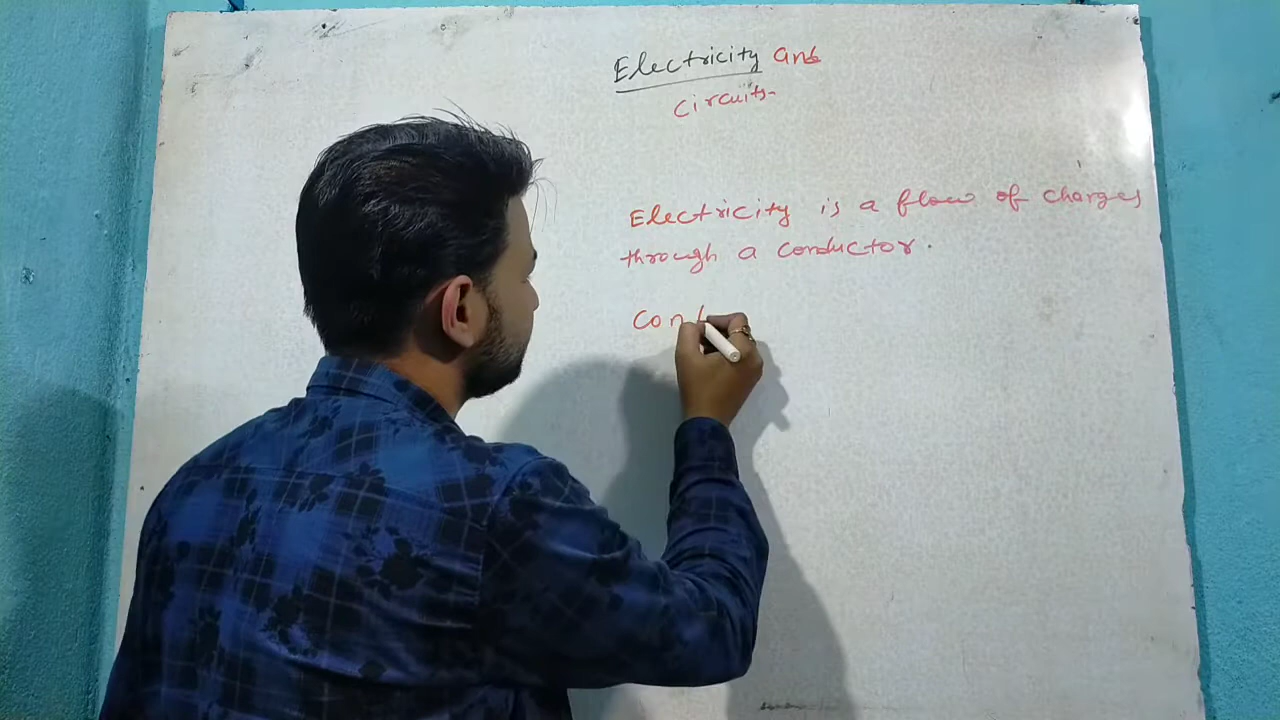 Electricity and
Circuits
Electricity is a flow of charges
through a conductor.
Con